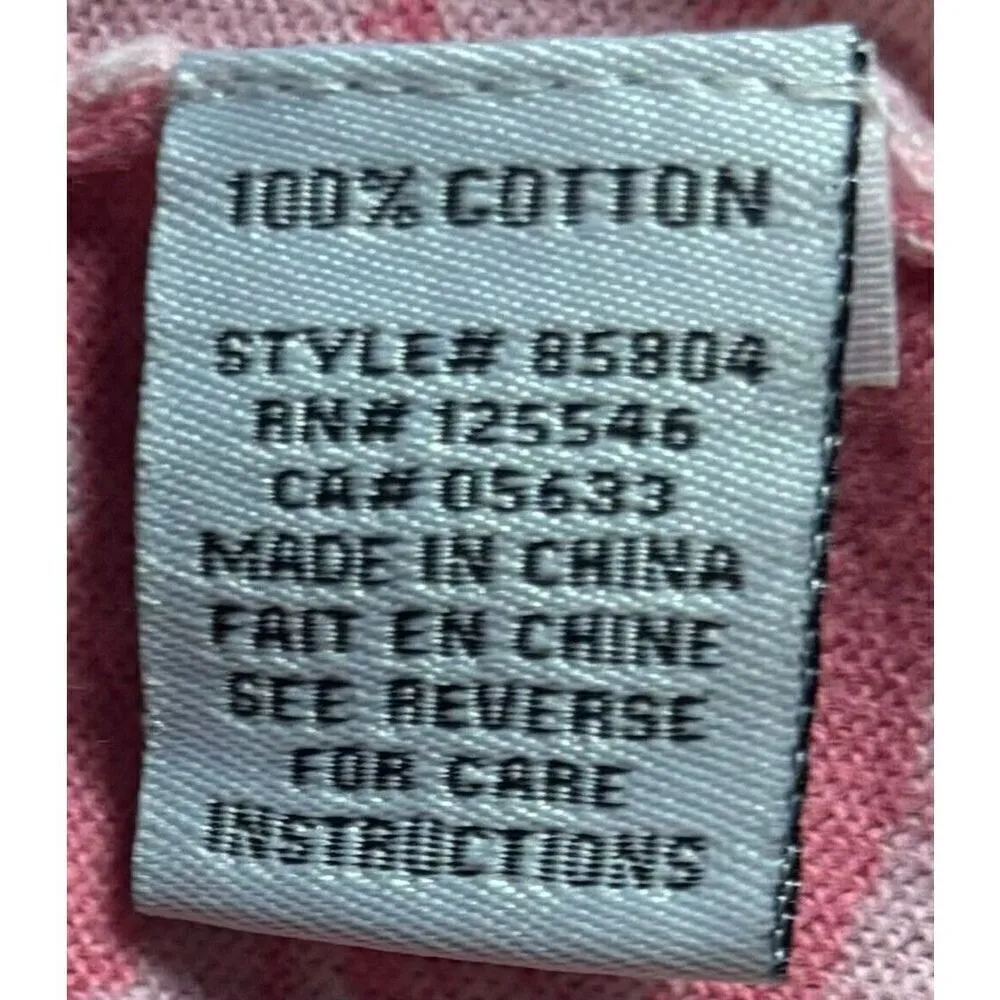 100% COTTON
STYLE# 85804
RN# 125546
CA# 05633
MADE IN CHINA
FAIT EN CHINE
SEE REVERSE
FOR CARE
INSTRUCTIONS